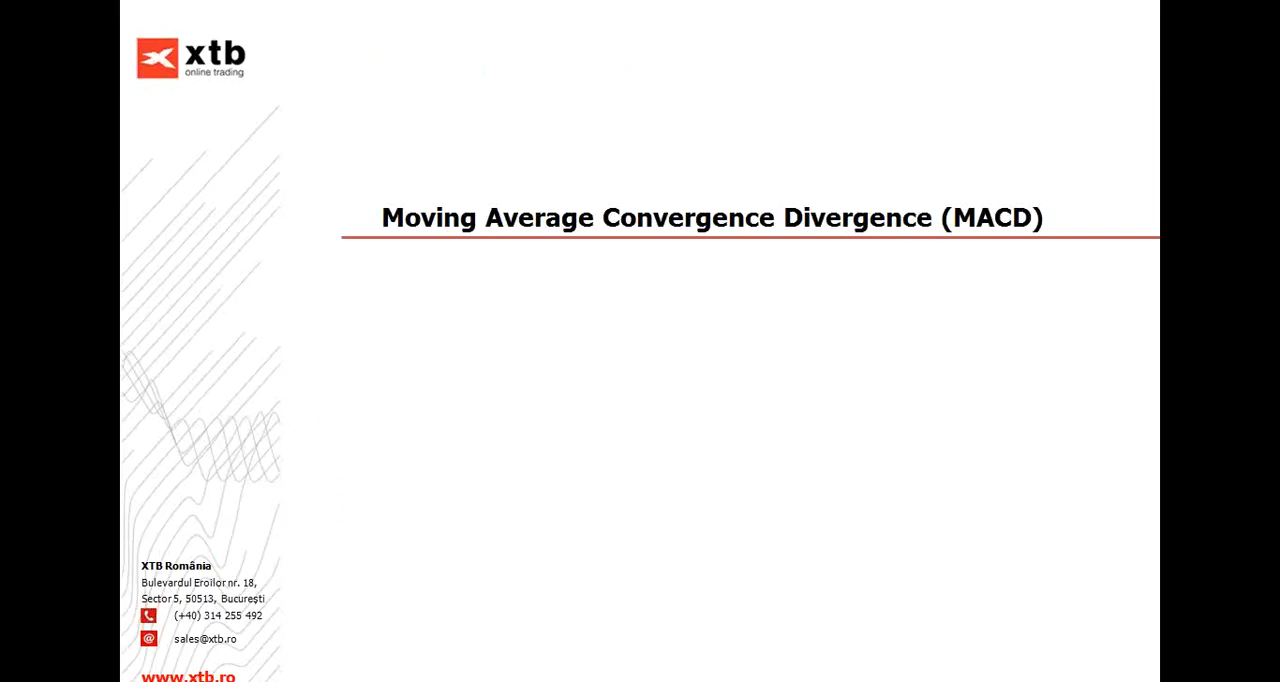 xtb
online trading
Moving Average Convergence Divergence (MACD)
XTB România
Bulevardul Eroilor nr. 18,
Sector 5, 50513, București
(+40) 314 255 492
@ sales@xtb.ro
www.xtb.ro